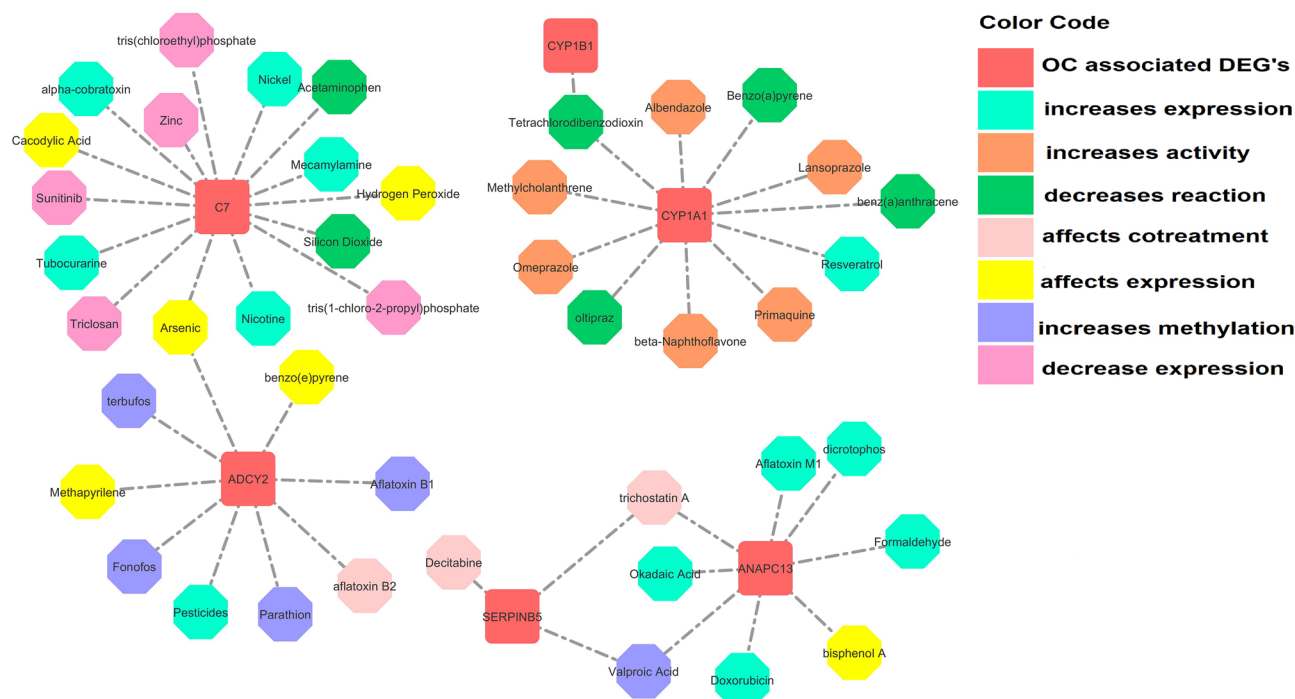 tris(chloroethyl)phosphate
alpha-cobratoxin
Nickel
Acetaminophen
Zinc
Cacodylic Acid
Mecamylamine
Sunitinib
Hydrogen Peroxide
C7
Silicon Dioxide
Tubocurarine
tris(1-chloro-2-propyl)phosphate
Triclosan
Arsenic
Nicotine
CYP1B1
Tetrachlorodibenzodioxin
Albendazole
Benzo(a)pyrene
Lansoprazole
Methylcholanthrene
benz(a)anthracene
CYP1A1
Omeprazole
Resveratrol
oltipraz
beta-Naphthoflavone
Primaquine
benzo(e)pyrene
terbufos
ADCY2
Methapyrilene
Aflatoxin B1
Fonofos
aflatoxin B2
Pesticides
Parathion
trichostatin A
Aflatoxin M1
dicrotophos
Decitabine
Okadaic Acid
ANAPC13
Formaldehyde
SERPINB5
bisphenol A
Valproic Acid
Doxorubicin
Color Code
OC associated DEG's
increases expression
increases activity
decreases reaction
affects cotreatment
affects expression
increases methylation
decrease expression